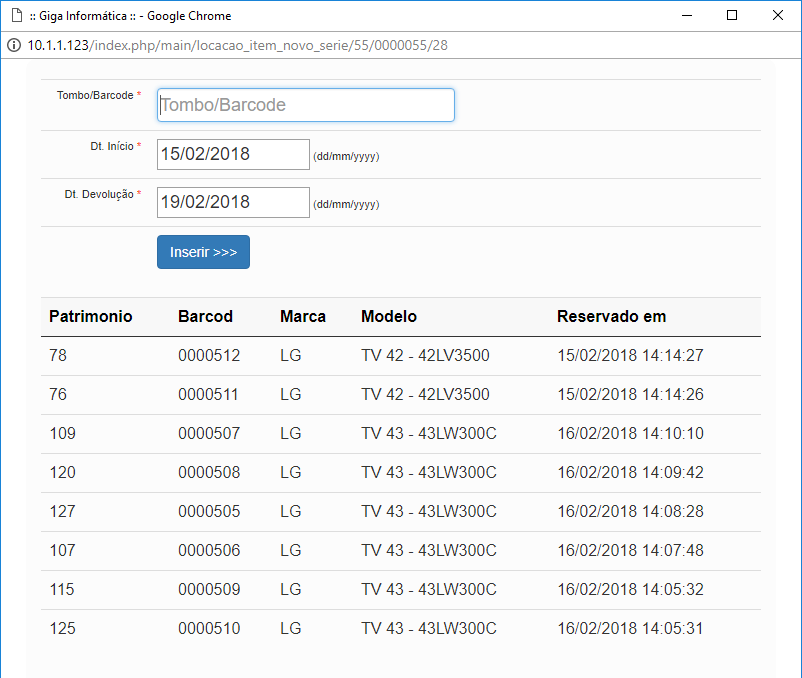 :: Giga Informática :: - Google Chrome
10.1.1.123/index.php/main/locacao_item_novo_serie/55/0000055/28
Tombo/Barcode * Tombo/Barcode
Dt. Início * 15/02/2018 (dd/mm/yyyy)
Dt. Devolução * 19/02/2018 (dd/mm/yyyy)
Inserir >>>
Patrimonio Barcod Marca Modelo Reservado em
78 0000512 LG TV 42 - 42LV3500 15/02/2018 14:14:27
76 0000511 LG TV 42 - 42LV3500 15/02/2018 14:14:26
109 0000507 LG TV 43 - 43LW300C 16/02/2018 14:10:10
120 0000508 LG TV 43 - 43LW300C 16/02/2018 14:09:42
127 0000505 LG TV 43 - 43LW300C 16/02/2018 14:08:28
107 0000506 LG TV 43 - 43LW300C 16/02/2018 14:07:48
115 0000509 LG TV 43 - 43LW300C 16/02/2018 14:05:32
125 0000510 LG TV 43 - 43LW300C 16/02/2018 14:05:31